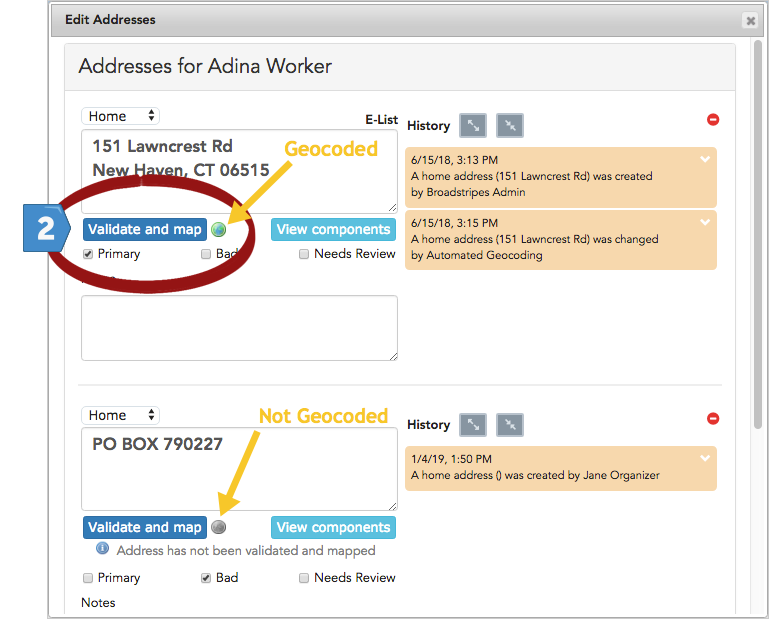 Edit Addresses
Addresses for Adina Worker
Home
E-List
151 Lawncrest Rd
New Haven, CT 06515
Geocoded
2
Validate and map
View components
Primary
Bad
Needs Review
History
6/15/18, 3:13 PM
A home address (151 Lawncrest Rd) was created
by Broadstripes Admin
6/15/18, 3:15 PM
A home address (151 Lawncrest Rd) was changed
by Automated Geocoding
Home
Not Geocoded
PO BOX 790227
Validate and map
View components
Address has not been validated and mapped
Primary
Bad
Needs Review
Notes
History
1/4/19, 1:50 PM
A home address () was created by Jane Organizer